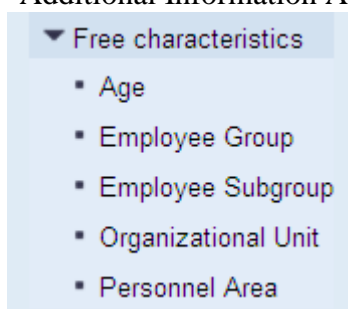 Additional Information A
Free characteristics
Age
Employee Group
Employee Subgroup
Organizational Unit
Personnel Area